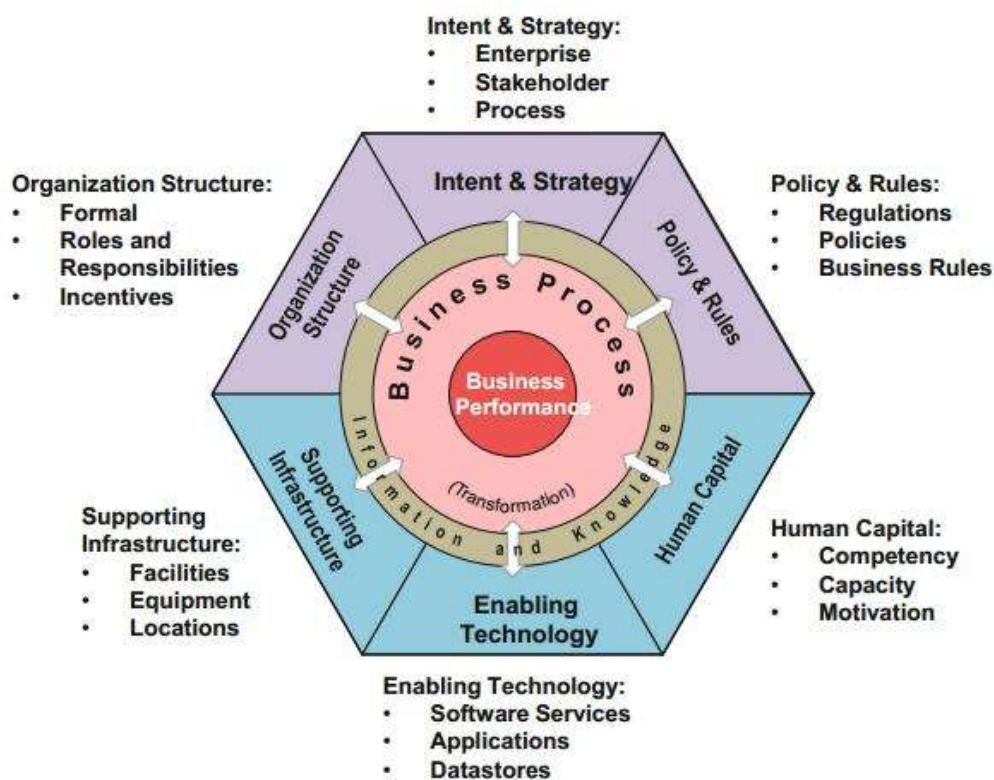 Intent & Strategy:
• Enterprise
• Stakeholder
• Process
Organization Structure:
• Formal
• Roles and
Responsibilities
• Incentives
Policy & Rules:
• Regulations
• Policies
• Business Rules
Intent & Strategy
Organization
Structure
Policy & Rules
Business Process
Business
Performance
(Transformation)
Information and Knowledge
Supporting
Infrastructure
Human Capital
Enabling
Technology
Supporting
Infrastructure:
• Facilities
• Equipment
• Locations
Human Capital:
• Competency
• Capacity
• Motivation
Enabling Technology:
• Software Services
• Applications
• Datastores